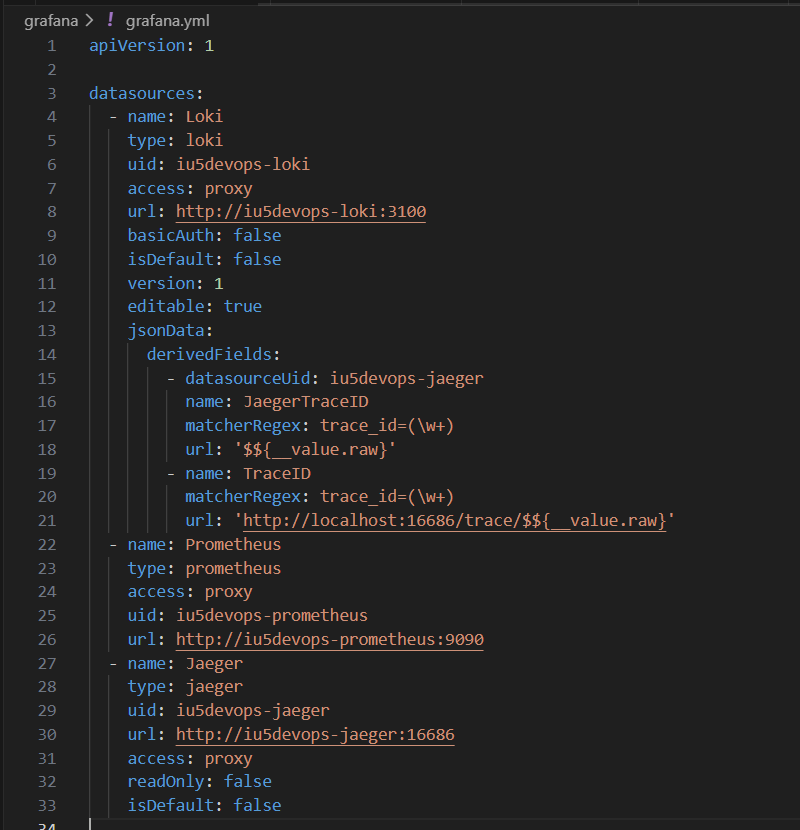 grafana > ! grafana.yml
1 apiVersion: 1
2
3 datasources:
4   - name: Loki
5     type: loki
6     uid: iu5devops-loki
7     access: proxy
8     url: http://iu5devops-loki:3100
9     basicAuth: false
10     isDefault: false
11     version: 1
12     editable: true
13     jsonData:
14       derivedFields:
15         - datasourceUid: iu5devops-jaeger
16           name: JaegerTraceID
17           matcherRegex: trace_id=(\w+)
18           url: '$${__value.raw}'
19         - name: TraceID
20           matcherRegex: trace_id=(\w+)
21           url: 'http://localhost:16686/trace/$${__value.raw}'
22   - name: Prometheus
23     type: prometheus
24     access: proxy
25     uid: iu5devops-prometheus
26     url: http://iu5devops-prometheus:9090
27   - name: Jaeger
28     type: jaeger
29     uid: iu5devops-jaeger
30     url: http://iu5devops-jaeger:16686
31     access: proxy
32     readOnly: false
33     isDefault: false
34